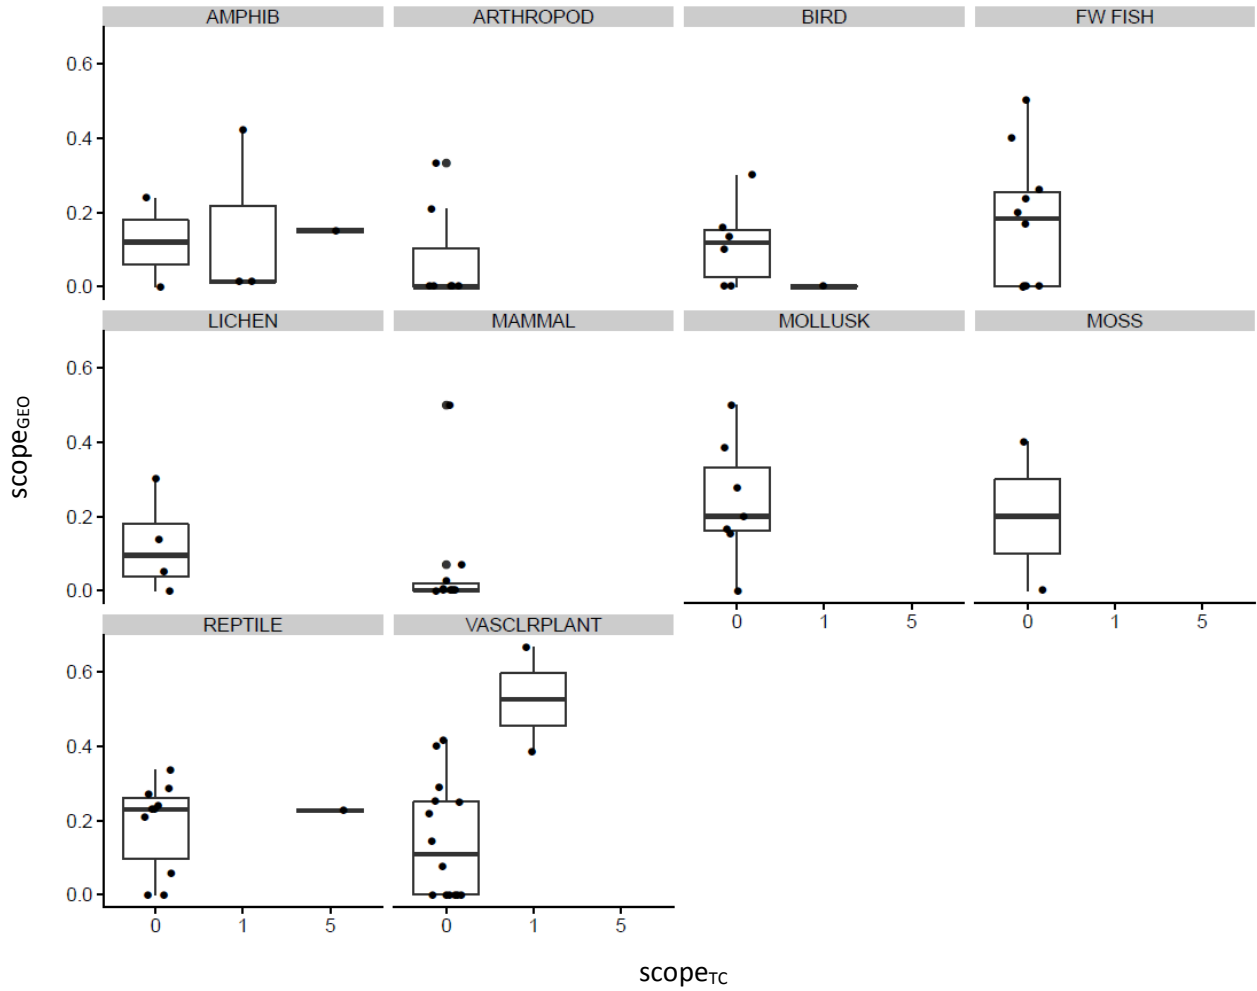 AMPHIB ARTHROPOD BIRD FW FISH
0.6
0.4
0.2
0.0
LICHEN MAMMAL MOLLUSK MOSS
0.6
0.4
0.2
0.0
0 1 5 0 1 5
REPTILE VASCLRPLANT
0.6
0.4
0.2
0.0
0 1 5 0 1 5
scopeGEO
scopeTC